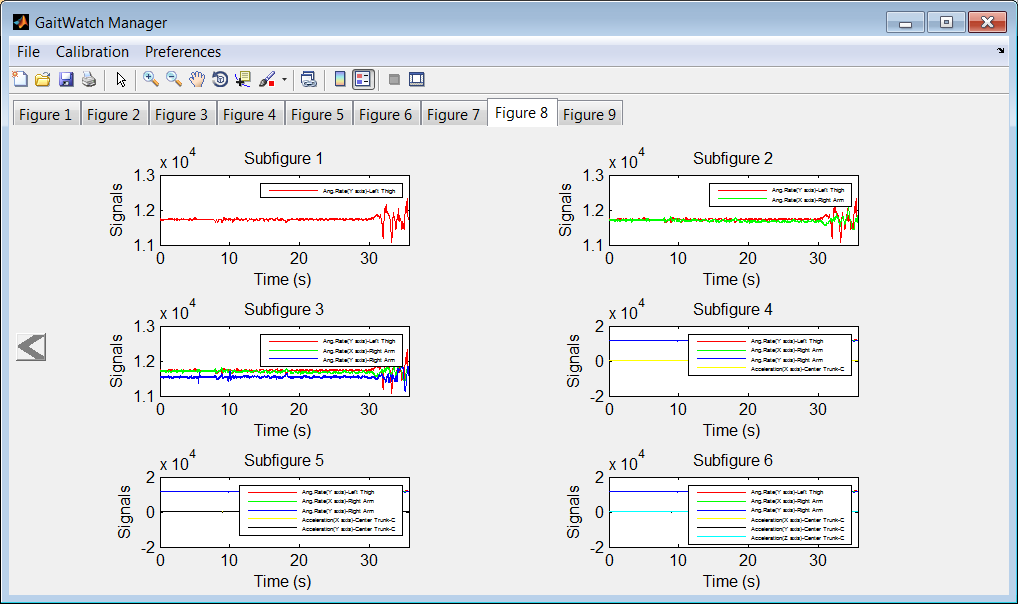 GaitWatch Manager
File Calibration Preferences
Figure 1 Figure 2 Figure 3 Figure 4 Figure 5 Figure 6 Figure 7 Figure 8 Figure 9
x 10^4 Subfigure 1
Signals
1.3
1.2
1.1
Ang.Rate(Y axis)-Left Thigh
0 10 20 30
Time (s)
x 10^4 Subfigure 2
Signals
1.3
1.2
1.1
Ang.Rate(Y axis)-Left Thigh
Ang.Rate(X axis)-Right Arm
0 10 20 30
Time (s)
x 10^4 Subfigure 3
Signals
1.3
1.2
1.1
Ang.Rate(Y axis)-Left Thigh
Ang.Rate(X axis)-Right Arm
Ang.Rate(Y axis)-Right Arm
0 10 20 30
Time (s)
x 10^4 Subfigure 4
Signals
2
0
-2
Ang.Rate(Y axis)-Left Thigh
Ang.Rate(X axis)-Right Arm
Ang.Rate(Y axis)-Right Arm
Acceleration(X axis)-Center Trunk-C
0 10 20 30
Time (s)
x 10^4 Subfigure 5
Signals
2
0
-2
Ang.Rate(Y axis)-Left Thigh
Ang.Rate(X axis)-Right Arm
Ang.Rate(Y axis)-Right Arm
Acceleration(X axis)-Center Trunk-C
Acceleration(Y axis)-Center Trunk-C
0 10 20 30
Time (s)
x 10^4 Subfigure 6
Signals
2
0
-2
Ang.Rate(Y axis)-Left Thigh
Ang.Rate(X axis)-Right Arm
Ang.Rate(Y axis)-Right Arm
Acceleration(X axis)-Center Trunk-C
Acceleration(Y axis)-Center Trunk-C
Acceleration(Z axis)-Center Trunk-C
0 10 20 30
Time (s)